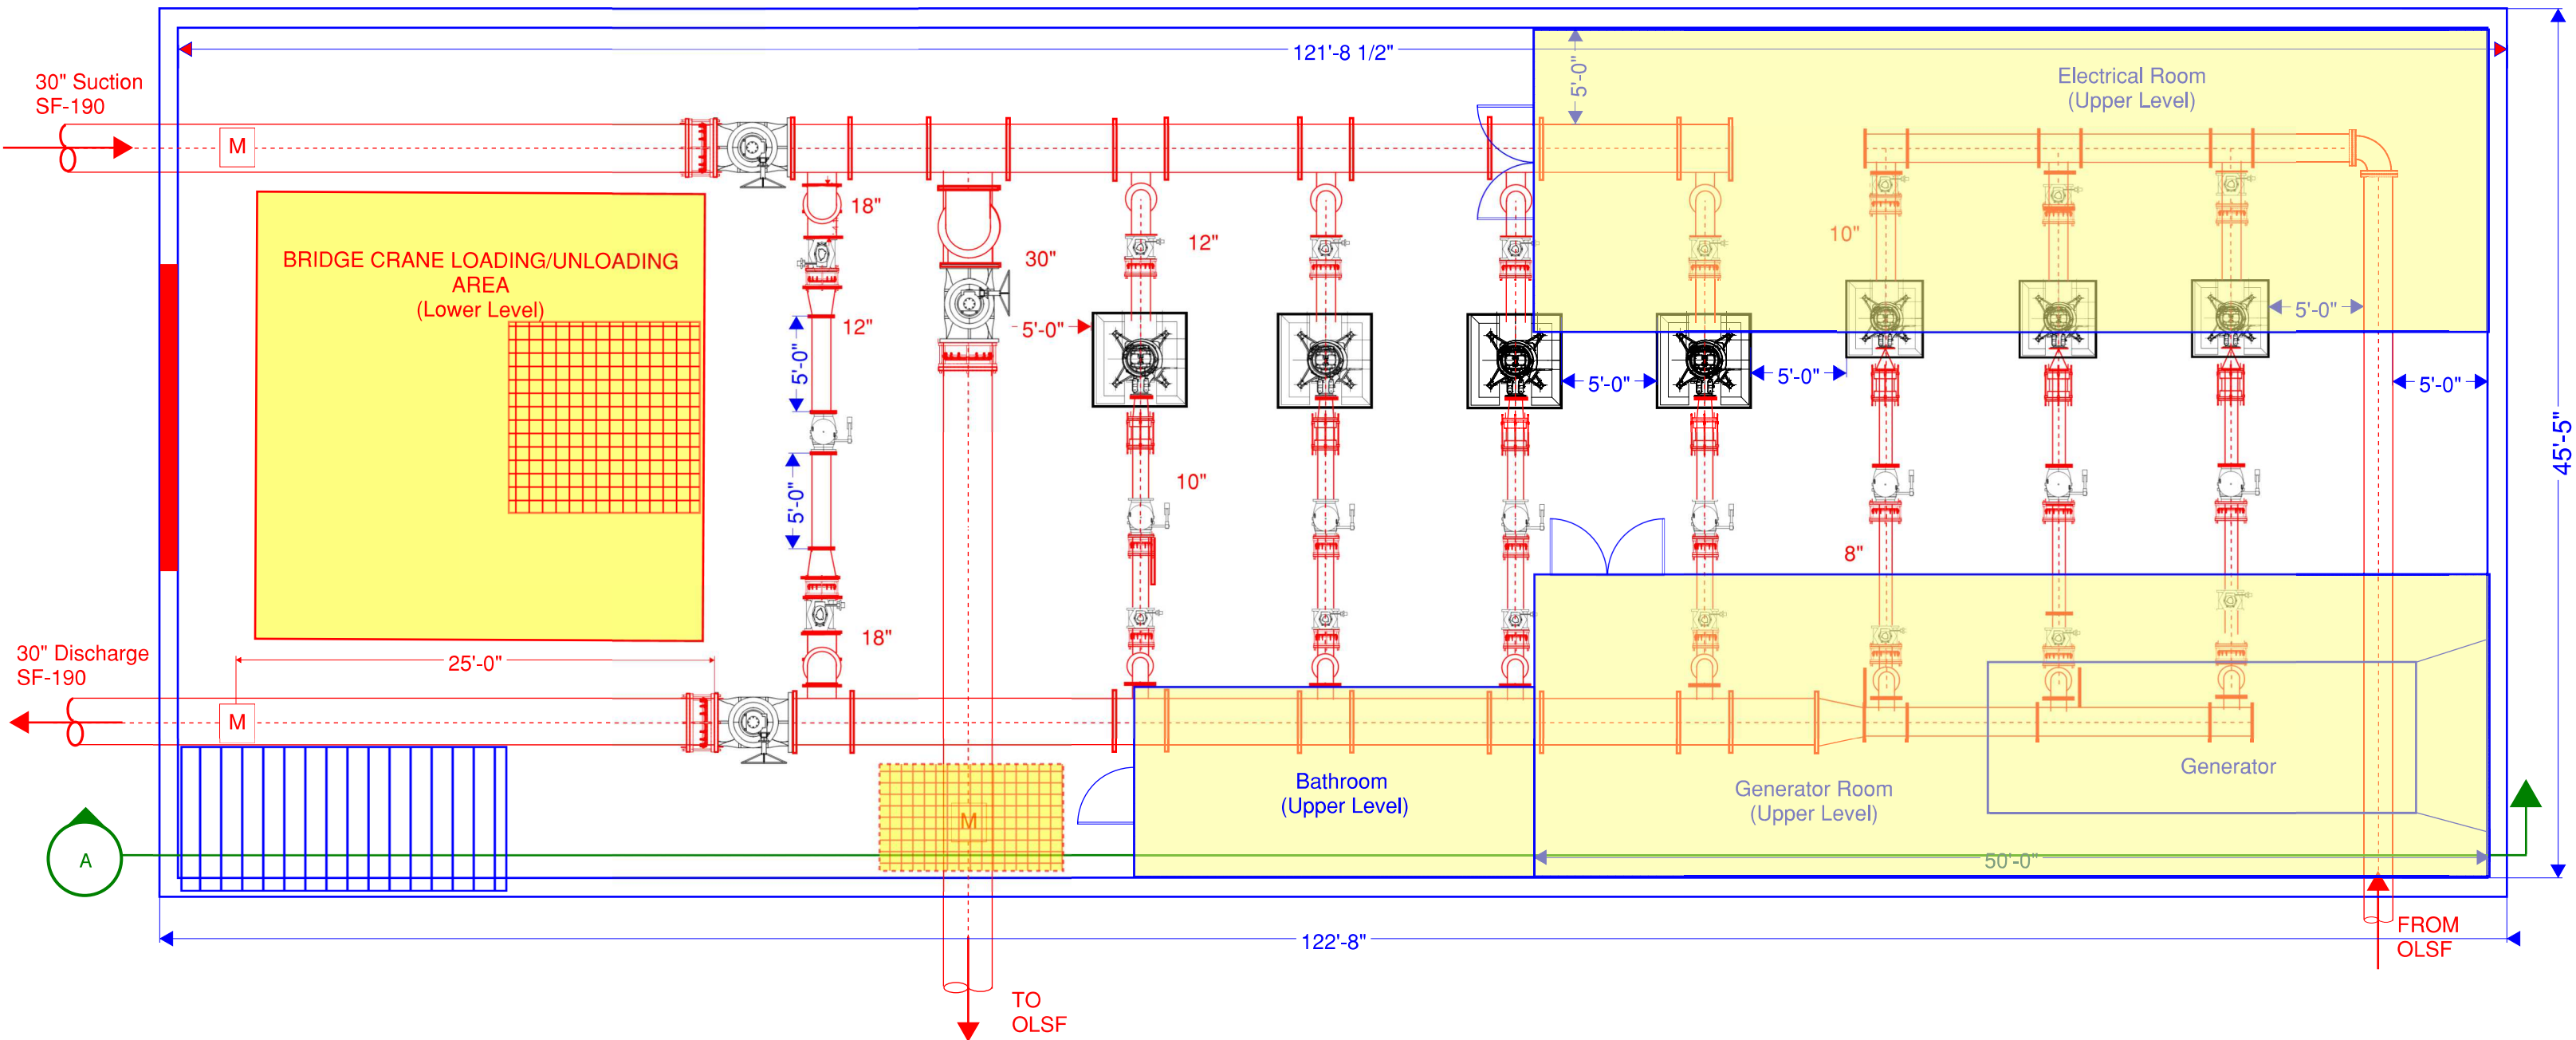 121'-8 1/2"
5'-0"
Electrical Room
(Upper Level)
30" Suction
SF-190
M
18"
12"
10"
30"
BRIDGE CRANE LOADING/UNLOADING
AREA
(Lower Level)
12"
5'-0"
5'-0"
5'-0"
5'-0"
5'-0"
5'-0"
45'-5"
5'-0"
10"
8"
18"
30" Discharge
SF-190
25'-0"
M
Bathroom
(Upper Level)
Generator Room
(Upper Level)
Generator
M
A
50'-0"
122'-8"
FROM
OLSF
TO
OLSF